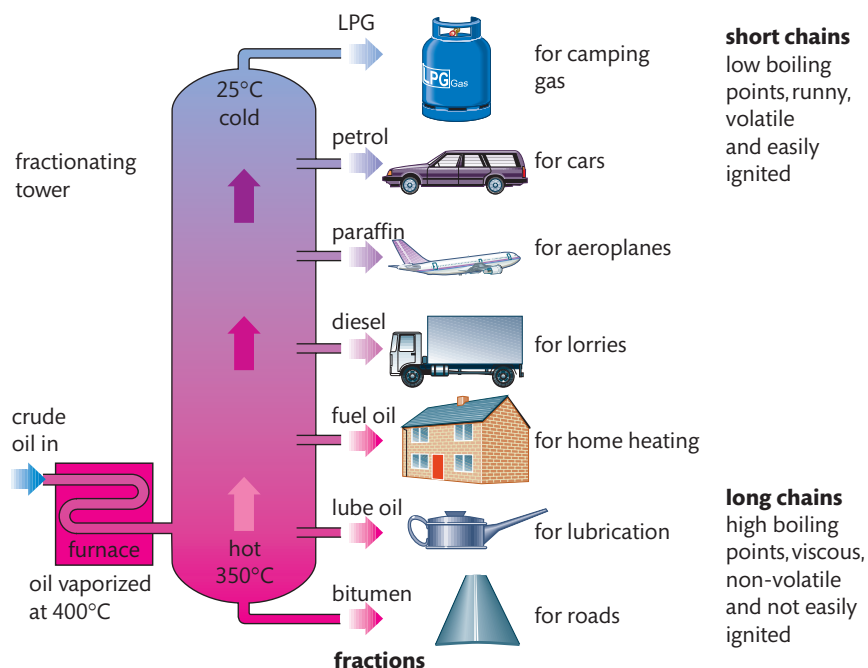 LPG
for camping
gas
short chains
low boiling
points, runny,
volatile
and easily
ignited
LPG Gas
25°C
cold
fractionating
tower
petrol
for cars
paraffin
for aeroplanes
diesel
for lorries
crude
oil in
fuel oil
for home heating
furnace
oil vaporized
at 400°C
hot
350°C
lube oil
for lubrication
long chains
high boiling
points, viscous,
non-volatile
and not easily
ignited
bitumen
for roads
fractions